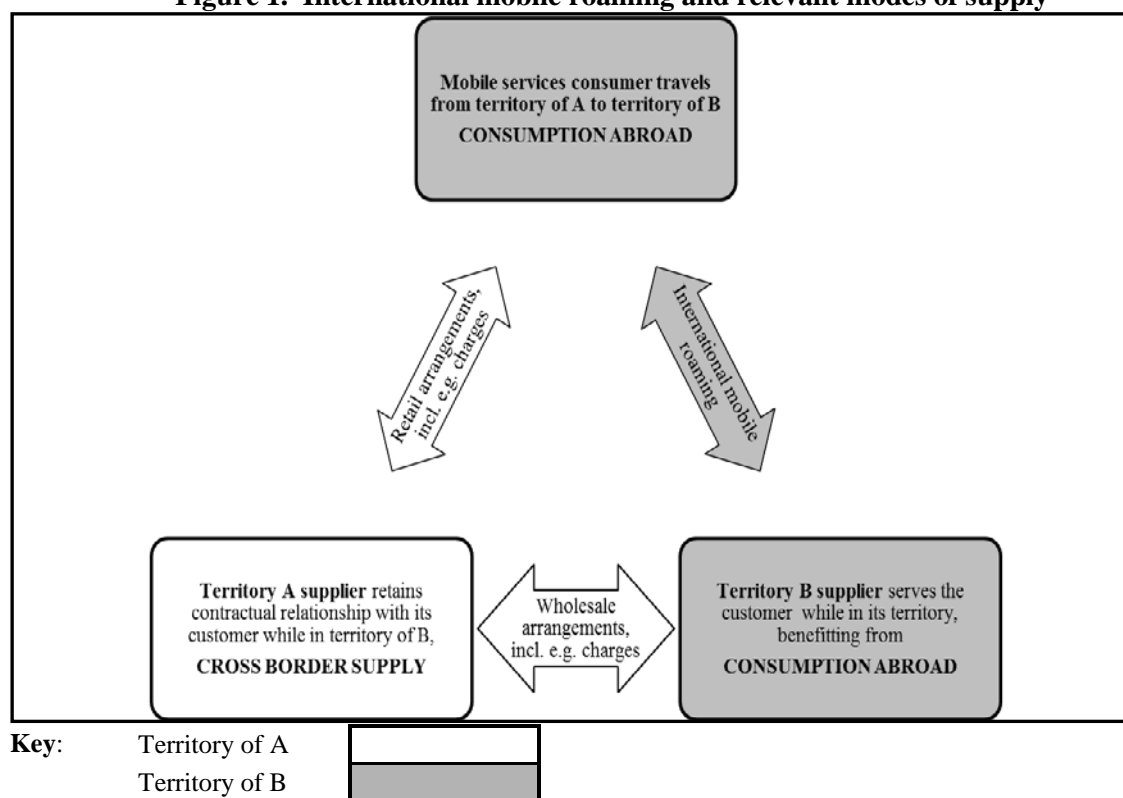 Figure 1: International mobile roaming and relevant modes of supply
Mobile services consumer travels
from territory of A to territory of B
CONSUMPTION ABROAD
Retail arrangements,
incl. e.g. charges
International mobile
roaming
Territory A supplier retains
contractual relationship with its
customer while in territory of B,
CROSS BORDER SUPPLY
Wholesale
arrangements,
incl. e.g. charges
Territory B supplier serves the
customer while in its territory,
benefitting from
CONSUMPTION ABROAD
Key:
Territory of A
Territory of B